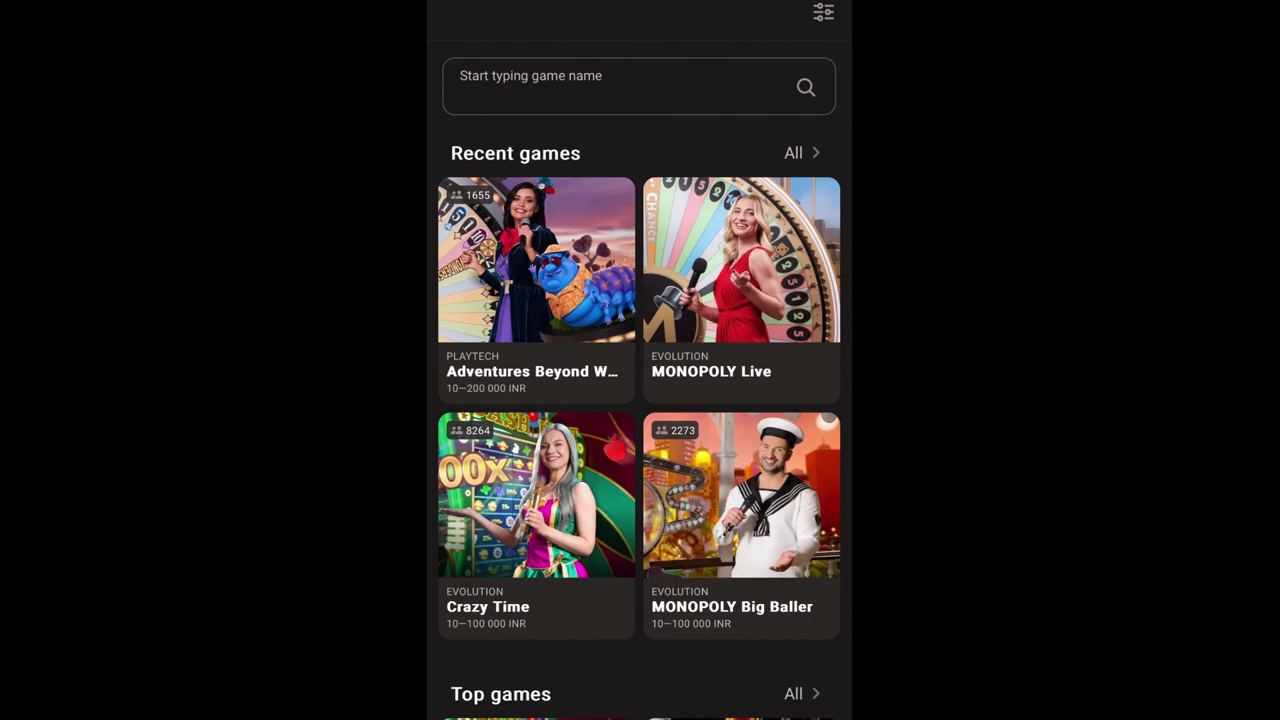 Start typing game name
Recent games
All
1655
CHANCE
PLAYTECH
Adventures Beyond W...
10—200 000 INR
EVOLUTION
MONOPOLY Live
8264
00x
2273
EVOLUTION
Crazy Time
10—100 000 INR
EVOLUTION
MONOPOLY Big Baller
10—100 000 INR
Top games
All